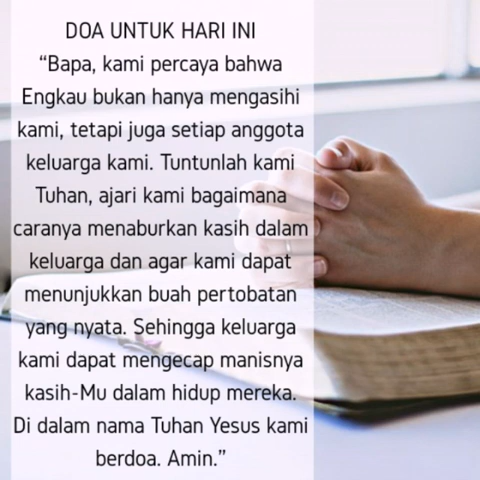 DOA UNTUK HARI INI
“Bapa, kami percaya bahwa
Engkau bukan hanya mengasihi
kami, tetapi juga setiap anggota
keluarga kami. Tuntunlah kami
Tuhan, ajari kami bagaimana
caranya menaburkan kasih dalam
keluarga dan agar kami dapat
menunjukkan buah pertobatan
yang nyata. Sehingga keluarga
kami dapat mengecap manisnya
kasih-Mu dalam hidup mereka.
Di dalam nama Tuhan Yesus kami
berdoa. Amin.”